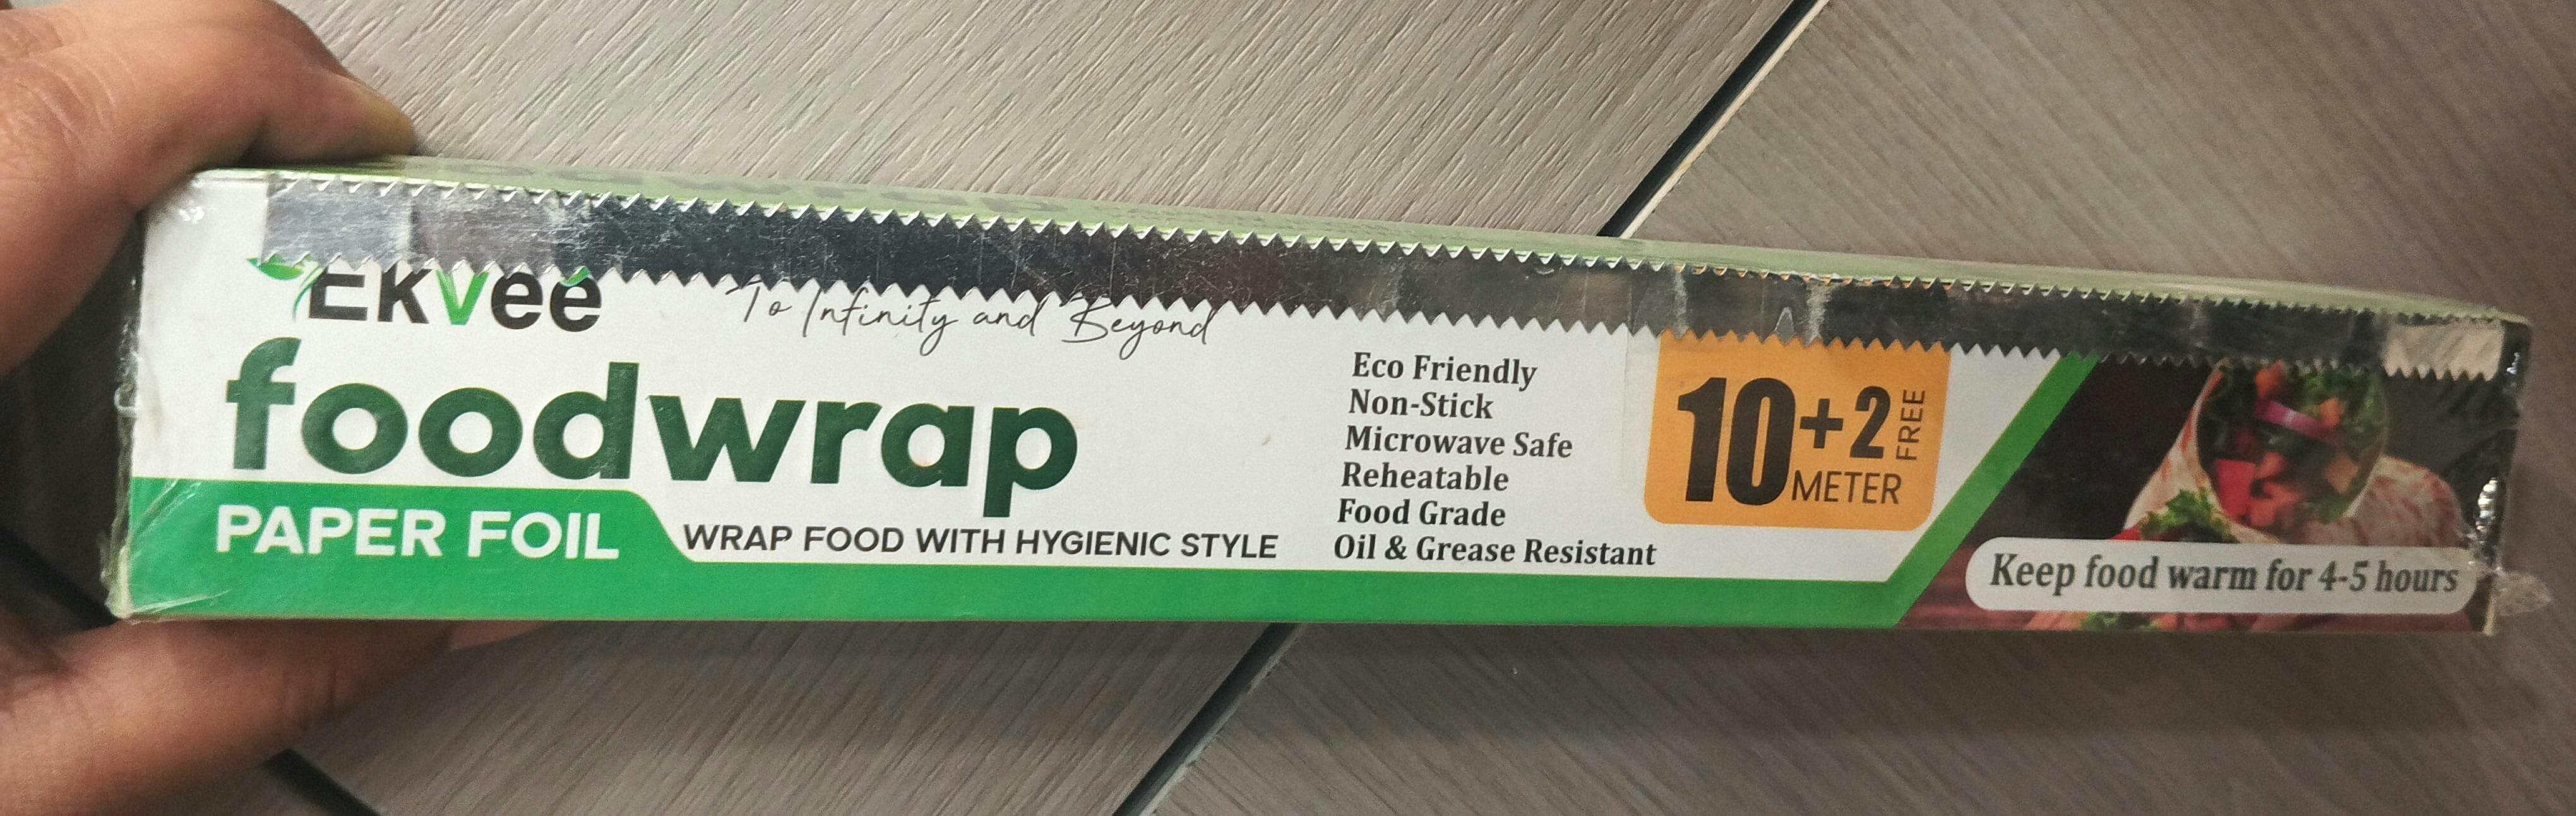 Ekvee
To Infinity and Beyond
foodwrap
PAPER FOIL
WRAP FOOD WITH HYGIENIC STYLE
Eco Friendly
Non-Stick
Microwave Safe
Reheatable
Food Grade
Oil & Grease Resistant
10+2 FREE
METER
Keep food warm for 4-5 hours